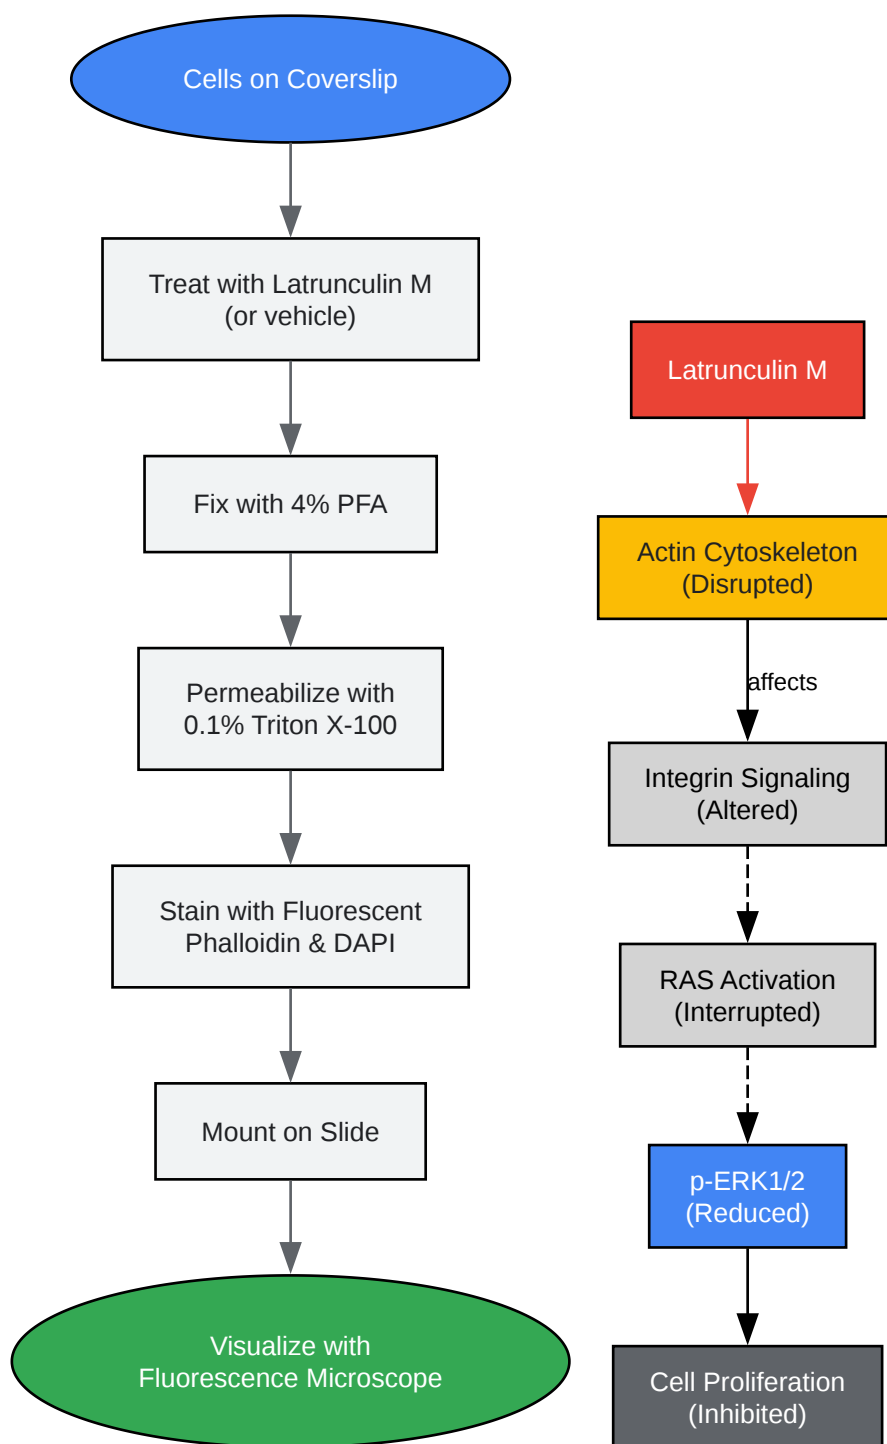 Cells on Coverslip
Treat with Latrunculin M
(or vehicle)
Fix with 4% PFA
Permeabilize with
0.1% Triton X-100
Stain with Fluorescent
Phalloidin & DAPI
Mount on Slide
Visualize with
Fluorescence Microscope
Latrunculin M
Actin Cytoskeleton
(Disrupted)
affects
Integrin Signaling
(Altered)
RAS Activation
(Interrupted)
p-ERK1/2
(Reduced)
Cell Proliferation
(Inhibited)